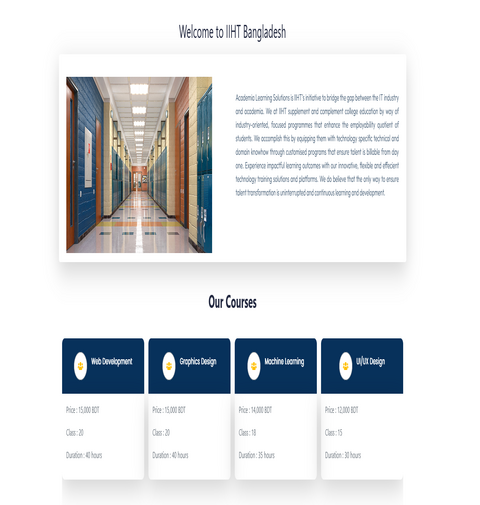 Welcome to IIHT Bangladesh
Academia Learning Solutions is IIHT's initiative to bridge the gap between the IT industry
and academia. We at IIHT supplement and complement college education by way of
industry-oriented, focused programmes that enhance the employability quotient of
students. We accomplish this by equipping them with technology specific technical and
domain knowhow through customised programs that ensure talent is billable from day
one. Experience impactful learning outcomes with our innovative, flexible and efficient
technology training solutions and platforms. We do believe that the only way to ensure
talent transformation is uninterrupted and continuous learning and development.
Our Courses
Web Development
Graphics Design
Machine Learning
UI/UX Design
Price : 15,000 BDT
Price : 15,000 BDT
Price : 14,000 BDT
Price : 12,000 BDT
Class : 20
Class : 20
Class : 18
Class : 15
Duration : 40 hours
Duration : 40 hours
Duration : 35 hours
Duration : 30 hours